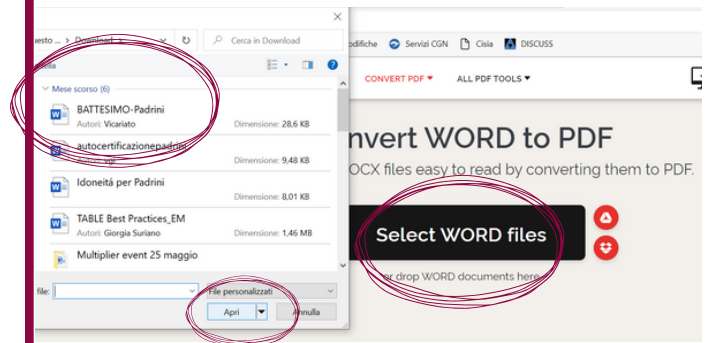 Download
Cerca in Download
Mese scorso (6)
BATTESIMO-Padrini
Autori: Vicariato
Dimensione: 28,6 KB
autocertificazionepadrini
Dimensione: 9,48 KB
Idoneitá per Padrini
Dimensione: 8,01 KB
TABLE Best Practices_EM
Autori: Giorgia Suriano
Dimensione: 1,46 MB
Multiplier event 25 maggio
file:
File personalizzati
Apri
Annulla
odifiche Servizi CGN Cisia DISCUSS
CONVERT PDF ALL PDF TOOLS
nvert WORD to PDF
OCX files easy to read by converting them to PDF.
Select WORD files
or drop WORD documents here